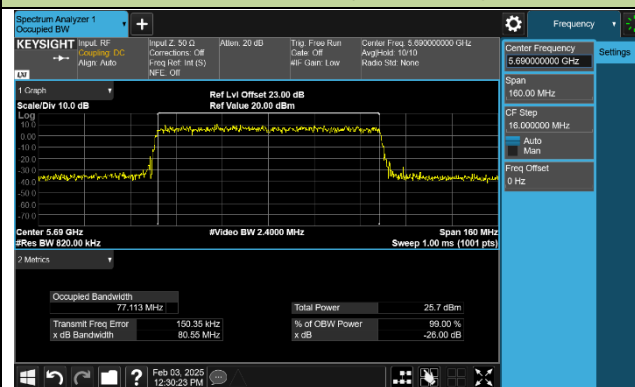 Spectrum Analyzer 1
Occupied BW
Frequency
KEYSIGHT
Input: RF
Coupling: DC
Align: Auto
Input Z: 50 Ω
Corrections: Off
Freq Ref: Int (S)
NFE: Off
Atten: 20 dB
Trig: Free Run
Gate: Off
#IF Gain: Low
Center Freq: 5.690000000 GHz
Avg|Hold: 10/10
Radio Std: None
LXI
Center Frequency
5.690000000 GHz
Settings
Span
160.00 MHz
CF Step
16.000000 MHz
Auto
Man
Freq Offset
0 Hz
1 Graph
Scale/Div 10.0 dB
Ref Lvl Offset 23.00 dB
Ref Value 20.00 dBm
Log
10.0
0.00
-10.0
-20.0
-30.0
-40.0
-50.0
-60.0
-70.0
Center 5.69 GHz
#Video BW 2.4000 MHz
Span 160 MHz
#Res BW 820.00 kHz
Sweep 1.00 ms (1001 pts)
2 Metrics
Occupied Bandwidth
77.113 MHz
Total Power
25.7 dBm
Transmit Freq Error
150.35 kHz
% of OBW Power
99.00 %
x dB Bandwidth
80.55 MHz
x dB
-26.00 dB
Feb 03, 2025
12:30:23 PM